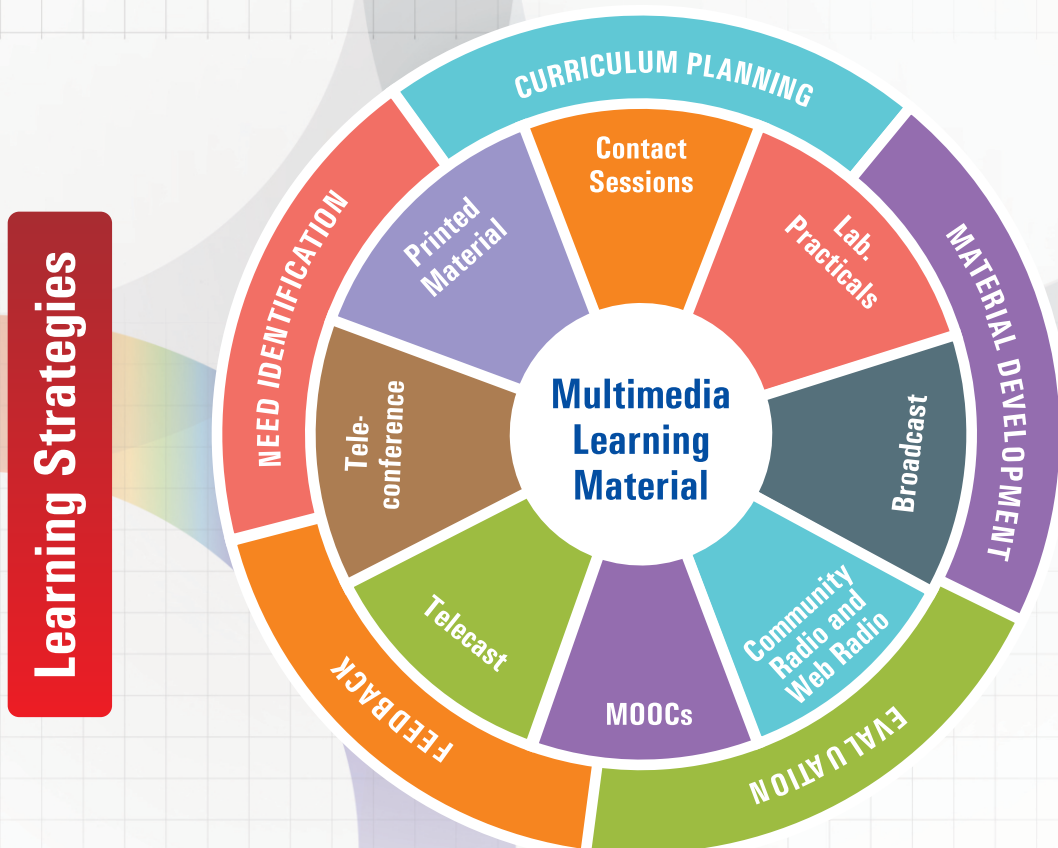 Learning Strategies
CURRICULUM PLANNING
MATERIAL DEVELOPMENT
EVALUATION
FEEDBACK
NEED IDENTIFICATION
Contact
Sessions
Lab.
Practicals
Broadcast
Community
Radio and
Web Radio
MOOCs
Telecast
Tele-
conference
Printed
Material
Multimedia
Learning
Material